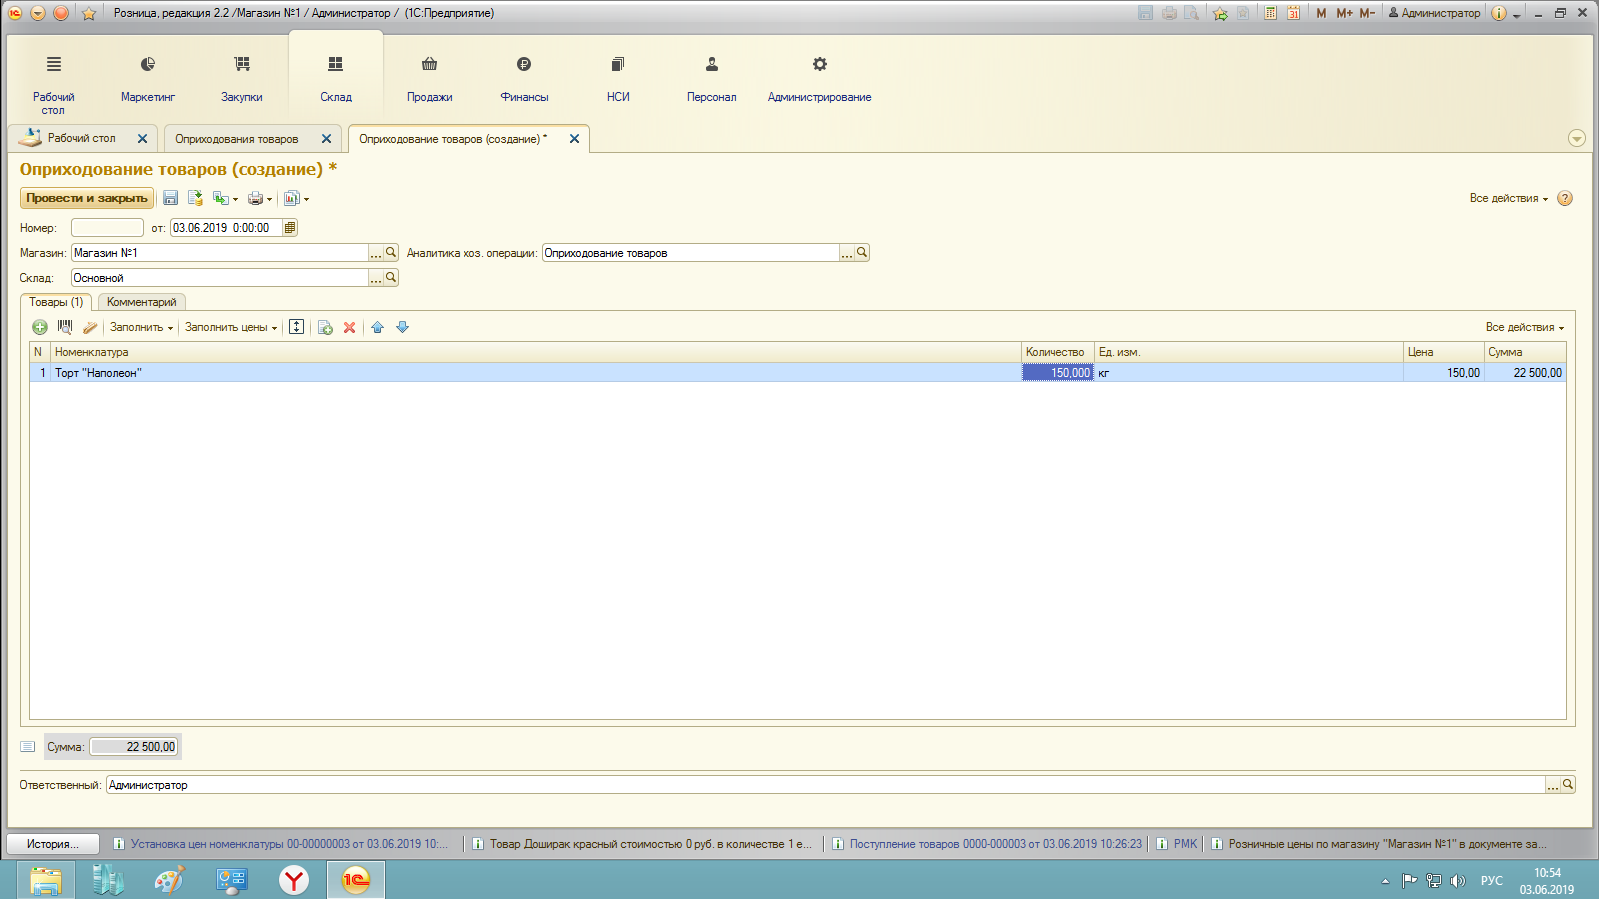 Розница, редакция 2.2 /Магазин №1 / Администратор / (1С:Предприятие)
31 M M+ M- Администратор
Рабочий стол
Маркетинг
Закупки
Склад
Продажи
Финансы
НСИ
Персонал
Администрирование
Рабочий стол
Оприходования товаров
Оприходование товаров (создание) *
Оприходование товаров (создание) *
Провести и закрыть
Все действия
Номер: от: 03.06.2019 0:00:00
Магазин: Магазин №1 ... Аналитика хоз. операции: Оприходование товаров ...
Склад: Основной ...
Товары (1) Комментарий
Заполнить Заполнить цены Все действия
N Номенклатура Количество Ед. изм. Цена Сумма
1 Торт "Наполеон" 150,000 кг 150,00 22 500,00
Сумма: 22 500,00
Ответственный: Администратор ...
История... Установка цен номенклатуры 00-00000003 от 03.06.2019 10:... Товар Доширак красный стоимостью 0 руб. в количестве 1 е... Поступление товаров 0000-000003 от 03.06.2019 10:26:23 РМК Розничные цены по магазину "Магазин №1" в документе за...
1С РУС 10:54
03.06.2019